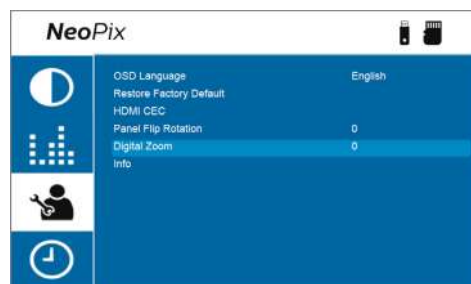 NeoPix
OSD Language English
Restore Factory Default
HDMI CEC
Panel Flip Rotation 0
Digital Zoom 0
Info